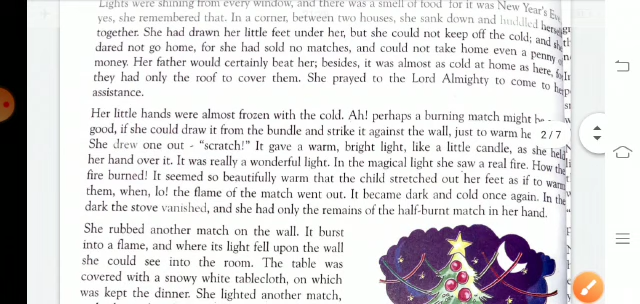 Lights were shining from every window, and there was a smell of food for it was New Year's Eve,
yes, she remembered that. In a corner, between two houses, she sank down and huddled herself
together. She had drawn her little feet under her, but she could not keep off the cold; and she
dared not go home, for she had sold no matches, and could not take home even a penny of
money. Her father would certainly beat her; besides, it was almost as cold at home as here, for
they had only the roof to cover them. She prayed to the Lord Almighty to come to her
assistance.
Her little hands were almost frozen with the cold. Ah! perhaps a burning match might be
good, if she could draw it from the bundle and strike it against the wall, just to warm he 2 / 7
She drew one out - “scratch!” It gave a warm, bright light, like a little candle, as she held
her hand over it. It was really a wonderful light. In the magical light she saw a real fire. How the
fire burned! It seemed so beautifully warm that the child stretched out her feet as if to warm
them, when, lo! the flame of the match went out. It became dark and cold once again. In the
dark the stove vanished, and she had only the remains of the half-burnt match in her hand.
She rubbed another match on the wall. It burst
into a flame, and where its light fell upon the wall
she could see into the room. The table was
covered with a snowy white tablecloth, on which
was kept the dinner. She lighted another match,